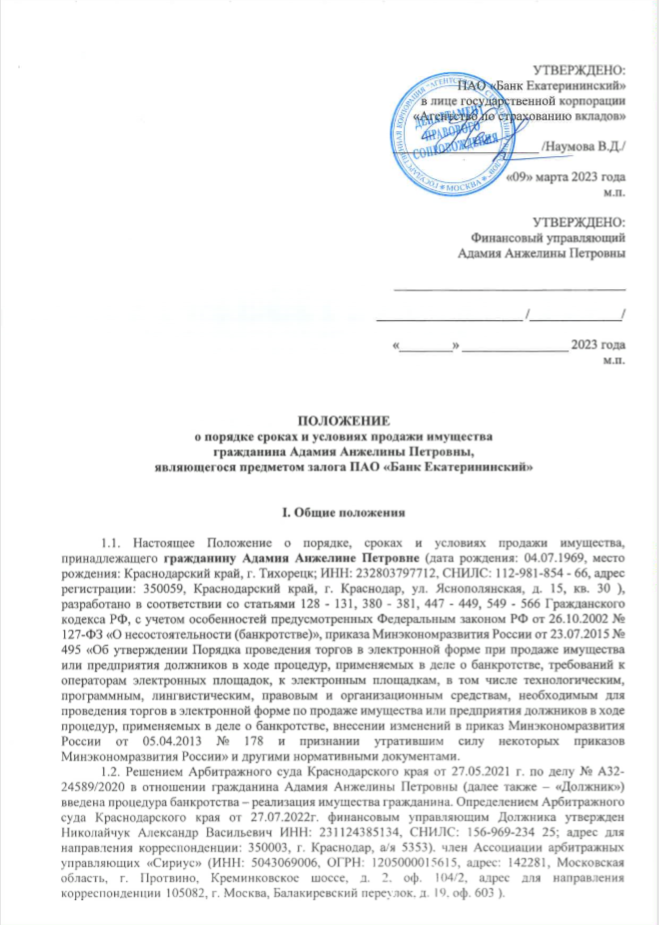 УТВЕРЖДЕНО:
ПАО «Банк Екатерининский»
в лице государственной корпорации
«Агентство по страхованию вкладов»
ДЕПАРТАМЕНТ
ПРАВОВОГО
СОПРОВОЖДЕНИЯ
МОСКВА
/Наумова В.Д./
«09» марта 2023 года
м.п.
УТВЕРЖДЕНО:
Финансовый управляющий
Адамия Анжелины Петровны
____________________ /____________/
«________» ________________ 2023 года
м.п.
ПОЛОЖЕНИЕ
о порядке сроках и условиях продажи имущества
гражданина Адамия Анжелины Петровны,
являющегося предметом залога ПАО «Банк Екатерининский»
I. Общие положения
1.1. Настоящее Положение о порядке, сроках и условиях продажи имущества,
принадлежащего гражданину Адамия Анжелине Петровне (дата рождения: 04.07.1969, место
рождения: Краснодарский край, г. Тихорецк; ИНН: 232803797712, СНИЛС: 112-981-854 - 66, адрес
регистрации: 350059, Краснодарский край, г. Краснодар, ул. Яснополянская, д. 15, кв. 30 ),
разработано в соответствии со статьями 128 - 131, 380 - 381, 447 - 449, 549 - 566 Гражданского
кодекса РФ, с учетом особенностей предусмотренных Федеральным законом РФ от 26.10.2002 №
127-ФЗ «О несостоятельности (банкротстве)», приказа Минэкономразвития России от 23.07.2015 №
495 «Об утверждении Порядка проведения торгов в электронной форме при продаже имущества
или предприятия должников в ходе процедур, применяемых в деле о банкротстве, требований к
операторам электронных площадок, к электронным площадкам, в том числе технологическим,
программным, лингвистическим, правовым и организационным средствам, необходимым для
проведения торгов в электронной форме по продаже имущества или предприятия должников в ходе
процедур, применяемых в деле о банкротстве, внесении изменений в приказ Минэкономразвития
России от 05.04.2013 № 178 и признании утратившим силу некоторых приказов
Минэкономразвития России» и другими нормативными документами.
1.2. Решением Арбитражного суда Краснодарского края от 27.05.2021 г. по делу № А32-
24589/2020 в отношении гражданина Адамия Анжелины Петровны (далее также – «Должник»)
введена процедура банкротства – реализация имущества гражданина. Определением Арбитражного
суда Краснодарского края от 27.07.2022г. финансовым управляющим Должника утвержден
Николайчук Александр Васильевич ИНН: 231124385134, СНИЛС: 156-969-234 25; адрес для
направления корреспонденции: 350003, г. Краснодар, а/я 5353). член Ассоциации арбитражных
управляющих «Сириус» (ИНН: 5043069006, ОГРН: 1205000015615, адрес: 142281, Московская
область, г. Протвино, Кременковское шоссе, д. 2. оф. 104/2, адрес для направления
корреспонденции 105082, г. Москва, Балакиревский переулок, д. 19, оф. 603 ).